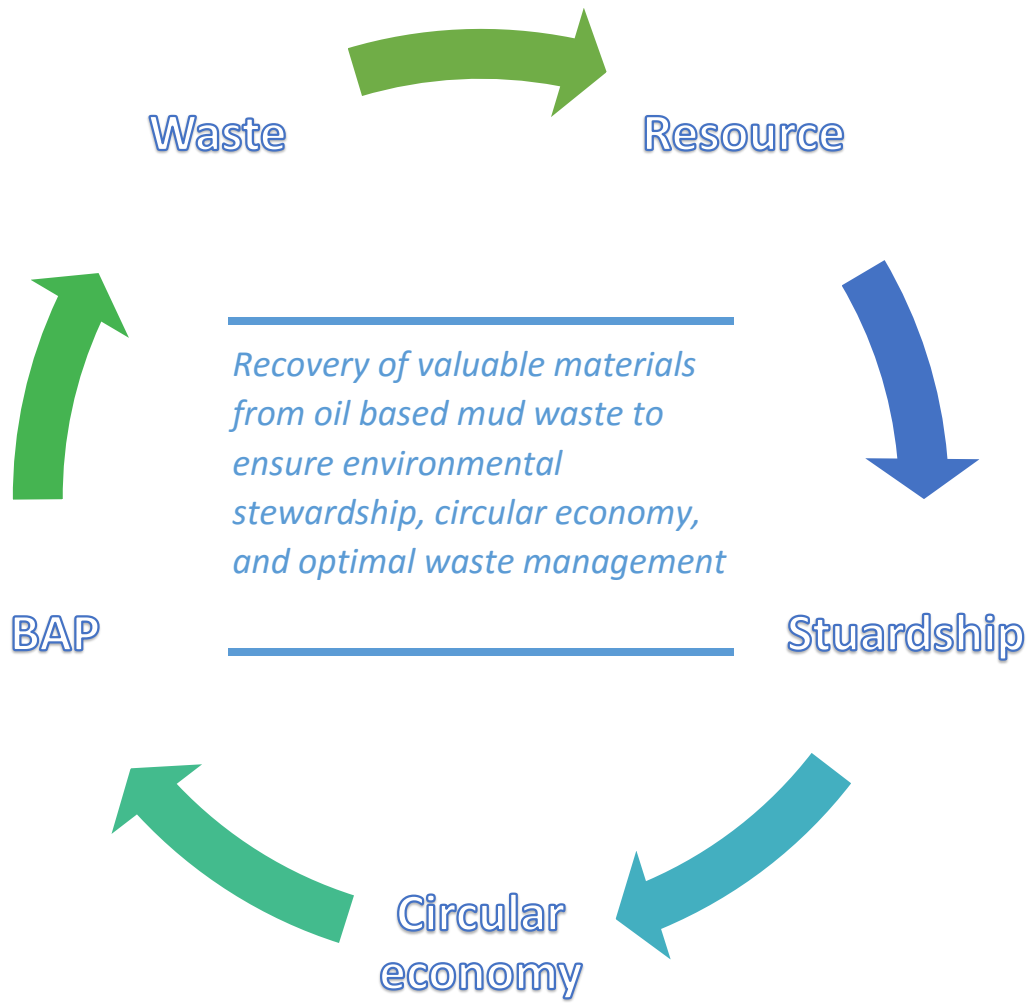 Waste
Resource
Recovery of valuable materials
from oil based mud waste to
ensure environmental
stewardship, circular economy,
and optimal waste management
BAP
Stuardship
Circular
economy